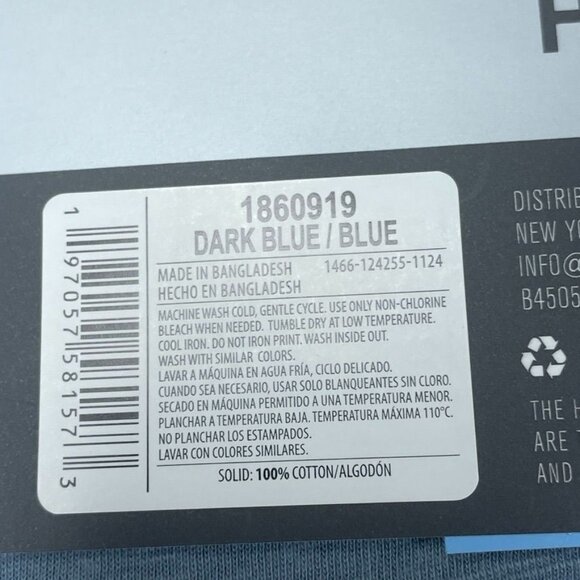 1860919
DARK BLUE / BLUE
MADE IN BANGLADESH 1466-124255-1124
HECHO EN BANGLADESH
MACHINE WASH COLD, GENTLE CYCLE. USE ONLY NON-CHLORINE
BLEACH WHEN NEEDED. TUMBLE DRY AT LOW TEMPERATURE.
COOL IRON. DO NOT IRON PRINT. WASH INSIDE OUT.
WASH WITH SIMILAR COLORS.
LAVAR A MÁQUINA EN AGUA FRÍA, CICLO DELICADO.
CUANDO SEA NECESARIO, USAR SOLO BLANQUEANTES SIN CLORO.
SECADO EN MÁQUINA PERMITIDO A UNA TEMPERATURA MENOR.
PLANCHAR A TEMPERATURA BAJA. TEMPERATURA MÁXIMA 110°C.
NO PLANCHAR LOS ESTAMPADOS.
LAVAR CON COLORES SIMILARES.
SOLID: 100% COTTON/ALGODÓN
1 97057 58157 3
DISTRIB
NEW YO
INFO@
B4505
THE H
ARE T
AND